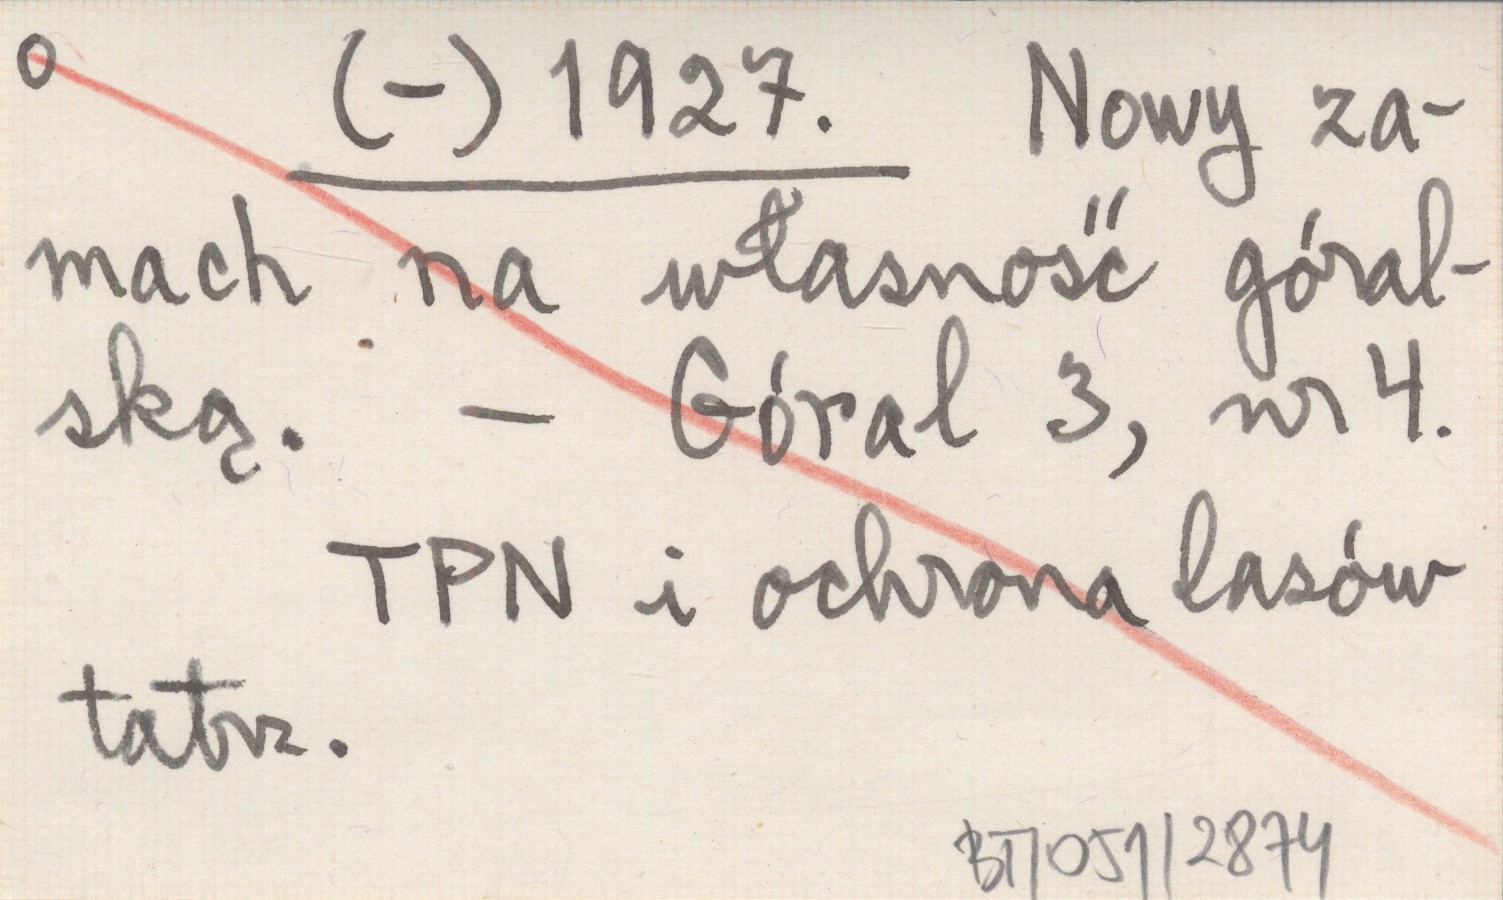 o (-) 1927. Nowy za-
mach na własność góral-
ską. — Góral 3, nr 4.
TPN i ochrona lasów
tatrz.
BT/051/2874